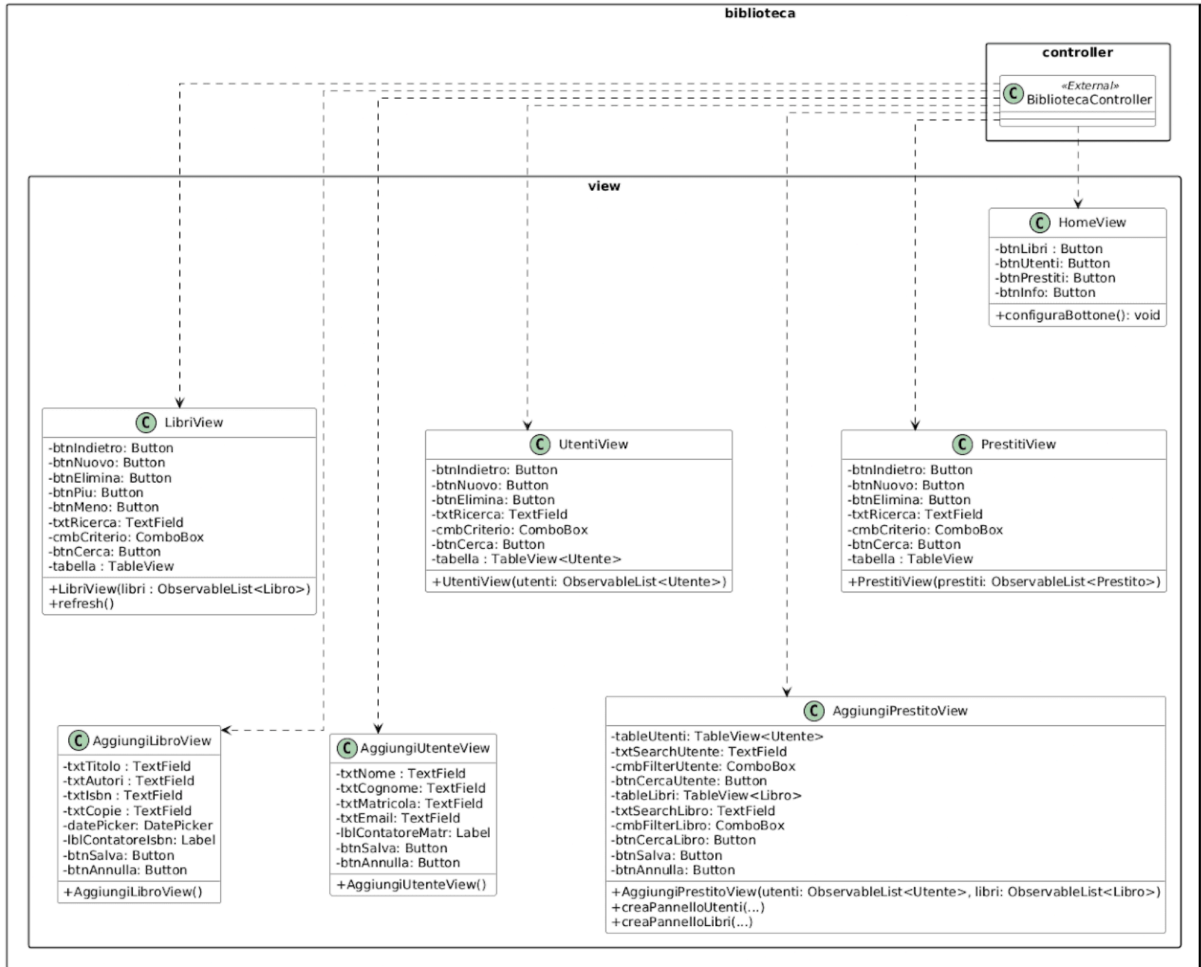 biblioteca
controller
C
«External»
BibliotecaController
view
C HomeView
-btnLibri : Button
-btnUtenti: Button
-btnPrestiti: Button
-btnInfo: Button
+configuraBottone(): void
C LibriView
-btnIndietro: Button
-btnNuovo: Button
-btnElimina: Button
-btnPiu: Button
-btnMeno: Button
-txtRicerca: TextField
-cmbCriterio: ComboBox
-btnCerca: Button
-tabella : TableView
+LibriView(libri : ObservableList<Libro>)
+refresh()
C UtentiView
-btnIndietro: Button
-btnNuovo: Button
-btnElimina: Button
-txtRicerca: TextField
-cmbCriterio: ComboBox
-btnCerca: Button
-tabella : TableView<Utente>
+UtentiView(utenti: ObservableList<Utente>)
C PrestitiView
-btnIndietro: Button
-btnNuovo: Button
-btnElimina: Button
-txtRicerca: TextField
-cmbCriterio: ComboBox
-btnCerca: Button
-tabella : TableView
+PrestitiView(prestiti: ObservableList<Prestito>)
C AggiungiLibroView
-txtTitolo : TextField
-txtAutori : TextField
-txtIsbn : TextField
-txtCopie : TextField
-datePicker: DatePicker
-lblContatoreIsbn: Label
-btnSalva: Button
-btnAnnulla: Button
+AggiungiLibroView()
C AggiungiUtenteView
-txtNome : TextField
-txtCognome: TextField
-txtMatricola: TextField
-txtEmail: TextField
-lblContatoreMatr: Label
-btnSalva: Button
-btnAnnulla: Button
+AggiungiUtenteView()
C AggiungiPrestitoView
-tableUtenti: TableView<Utente>
-txtSearchUtente: TextField
-cmbFilterUtente: ComboBox
-btnCercaUtente: Button
-tableLibri: TableView<Libro>
-txtSearchLibro: TextField
-cmbFilterLibro: ComboBox
-btnCercaLibro: Button
-btnSalva: Button
-btnAnnulla: Button
+AggiungiPrestitoView(utenti: ObservableList<Utente>, libri: ObservableList<Libro>)
+creaPannelloUtenti(...)
+creaPannelloLibri(...)